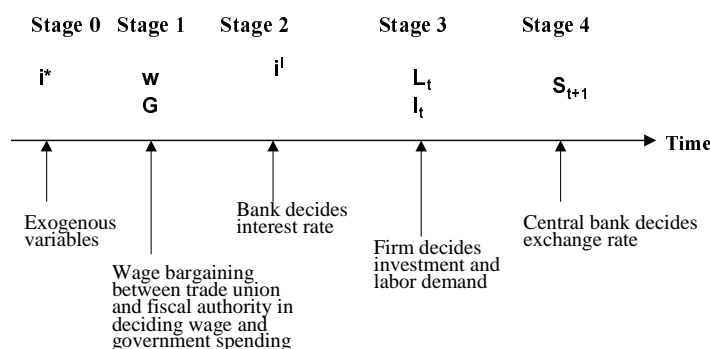 Stage 0 Stage 1 Stage 2 Stage 3 Stage 4
i* w i^l L_t S_{t+1}
G I_t
Time
Exogenous
variables
Wage bargaining
between trade union
and fiscal authority in
deciding wage and
government spending
Bank decides
interest rate
Firm decides
investment and
labor demand
Central bank decides
exchange rate